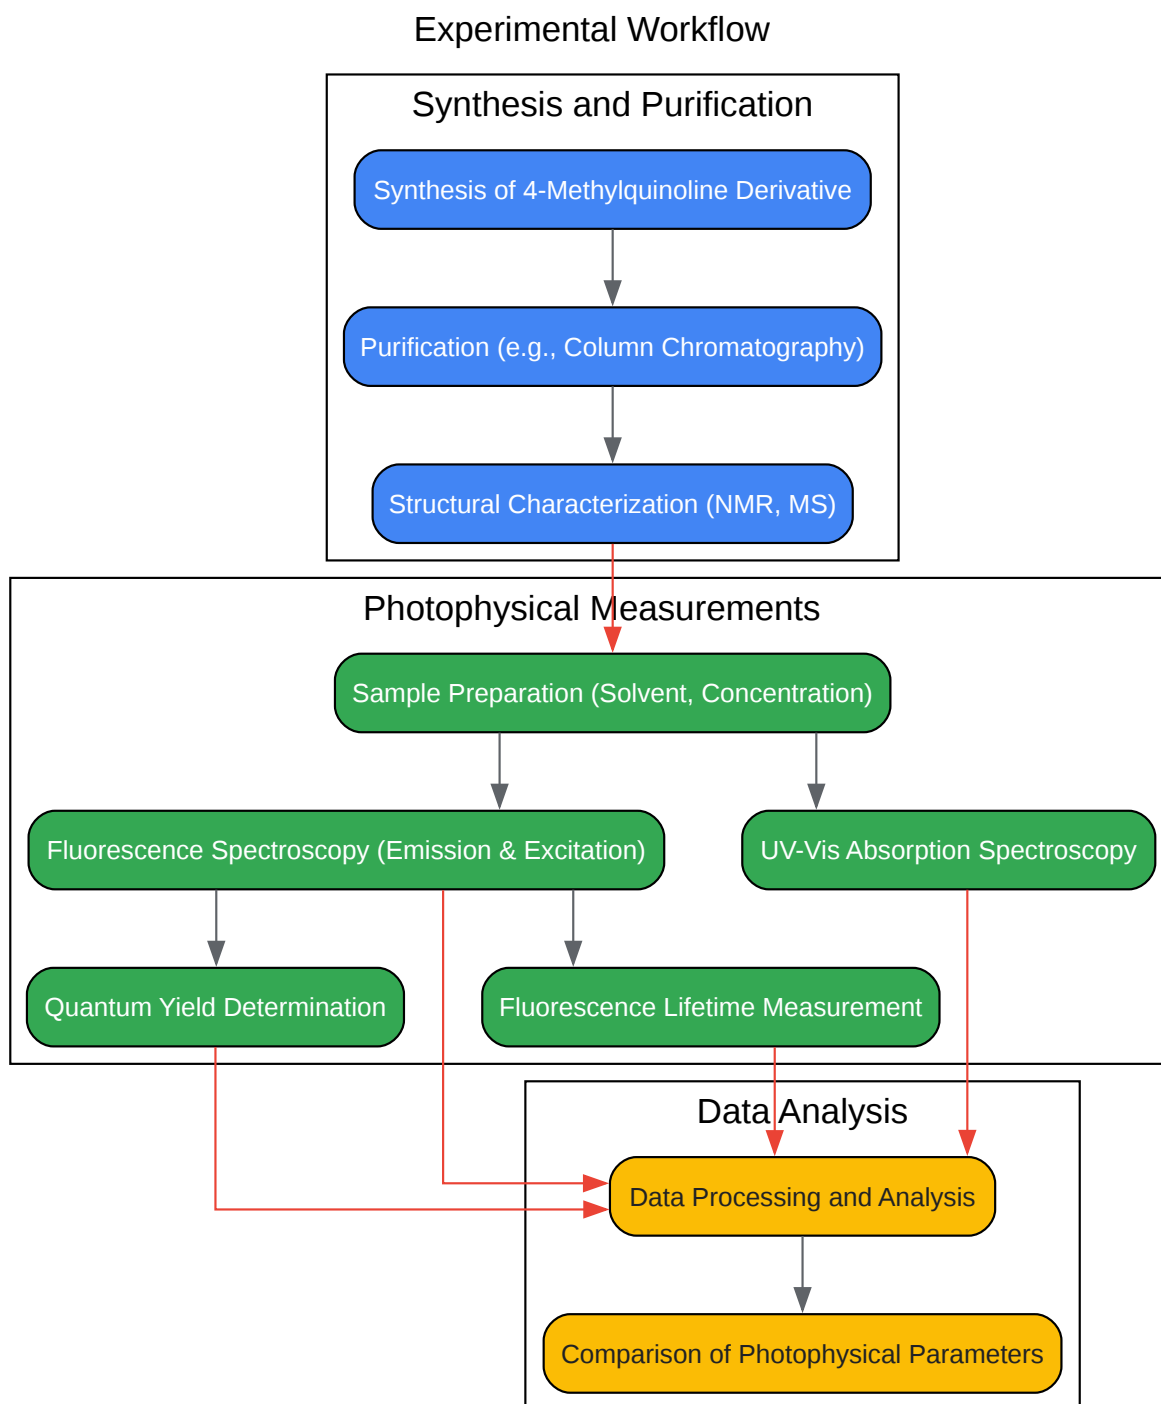 Experimental Workflow
Synthesis and Purification
Synthesis of 4-Methylquinoline Derivative
Purification (e.g., Column Chromatography)
Structural Characterization (NMR, MS)
Photophysical Measurements
Sample Preparation (Solvent, Concentration)
Fluorescence Spectroscopy (Emission & Excitation)
UV-Vis Absorption Spectroscopy
Quantum Yield Determination
Fluorescence Lifetime Measurement
Data Analysis
Data Processing and Analysis
Comparison of Photophysical Parameters